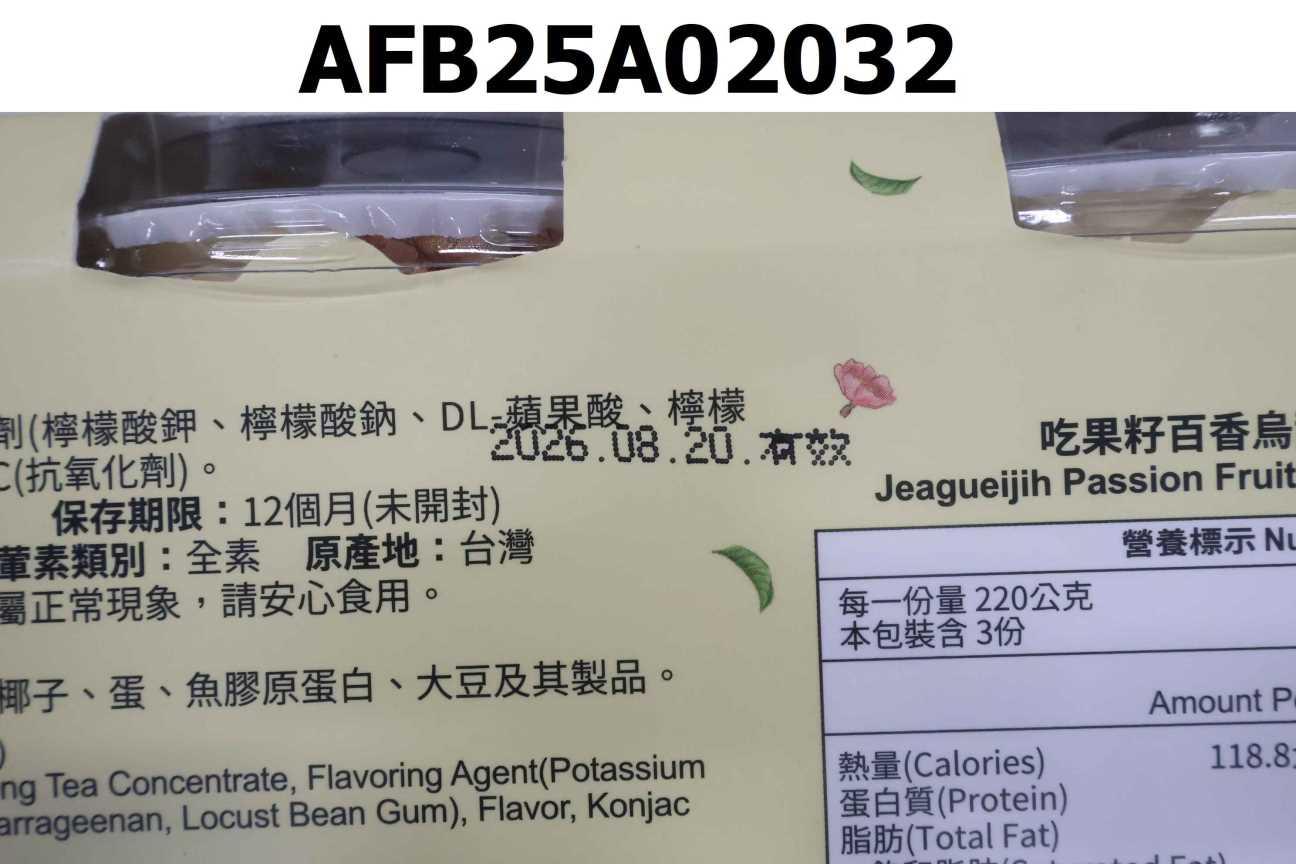 AFB25A02032
劑(檸檬酸鉀、檸檬酸鈉、DL-蘋果酸、檸檬
2026.08.20.有效
C(抗氧化劑)。
保存期限：12個月(未開封)
葷素類別：全素 原產地：台灣
屬正常現象，請安心食用。
椰子、蛋、魚膠原蛋白、大豆及其製品。
)
ng Tea Concentrate, Flavoring Agent(Potassium
arrageenan, Locust Bean Gum), Flavor, Konjac
吃果籽百香烏
Jeagueijih Passion Fruit
營養標示 Nu
每一份量 220公克
本包裝含 3份
Amount Pe
熱量(Calories) 118.8
蛋白質(Protein)
脂肪(Total Fat)